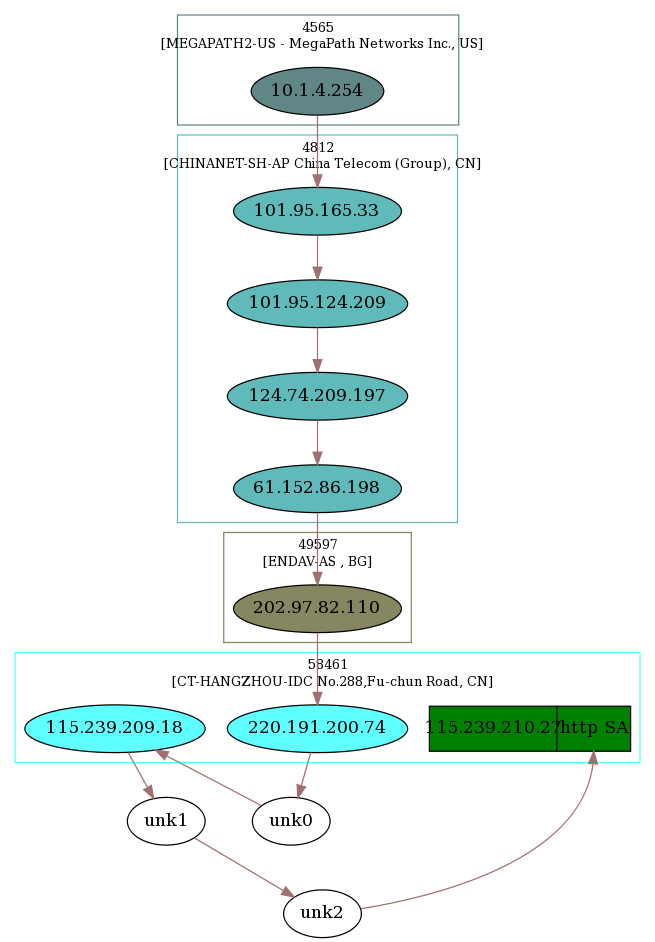 4565
[MEGAPATH2-US - MegaPath Networks Inc., US]
10.1.4.254
4812
[CHINANET-SH-AP China Telecom (Group), CN]
101.95.165.33
101.95.124.209
124.74.209.197
61.152.86.198
49597
[ENDAV-AS , BG]
202.97.82.110
58461
[CT-HANGZHOU-IDC No.288,Fu-chun Road, CN]
115.239.209.18 220.191.200.74 115.239.210.27 http SA
unk1 unk0
unk2